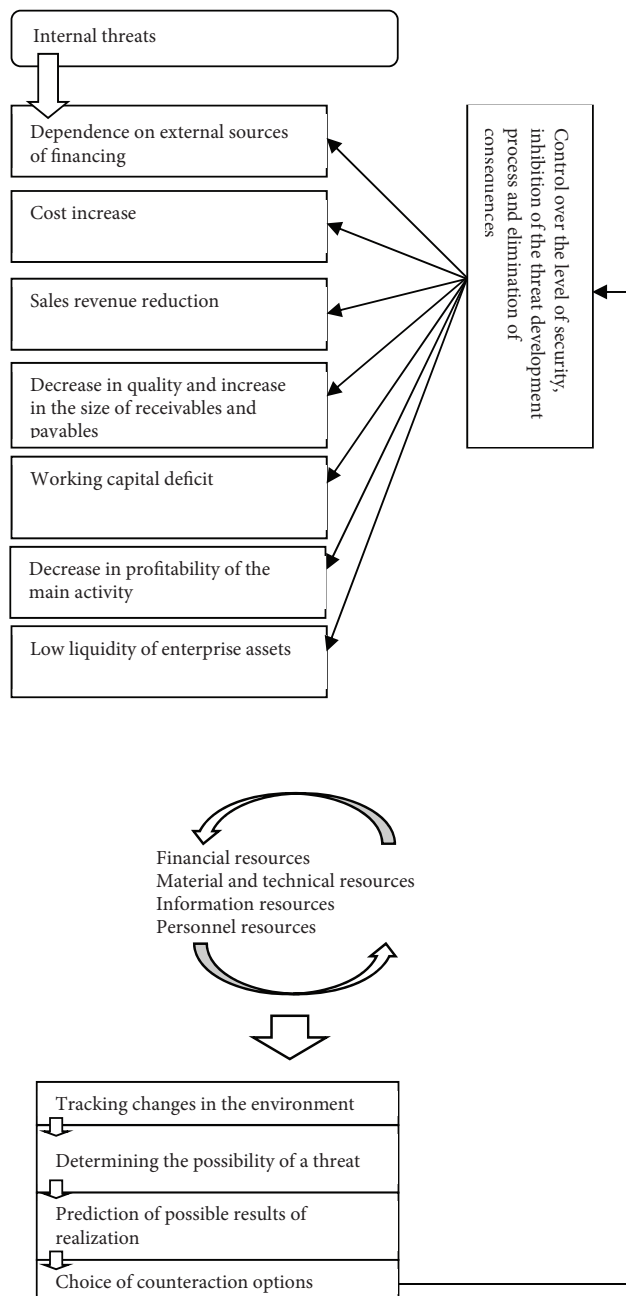 Internal threats
Dependence on external sources
of financing
Cost increase
Sales revenue reduction
Decrease in quality and increase
in the size of receivables and
payables
Working capital deficit
Decrease in profitability of the
main activity
Low liquidity of enterprise assets
Control over the level of security,
inhibition of the threat development
process and elimination of
consequences
Financial resources
Material and technical resources
Information resources
Personnel resources
Tracking changes in the environment
Determining the possibility of a threat
Prediction of possible results of
realization
Choice of counteraction options